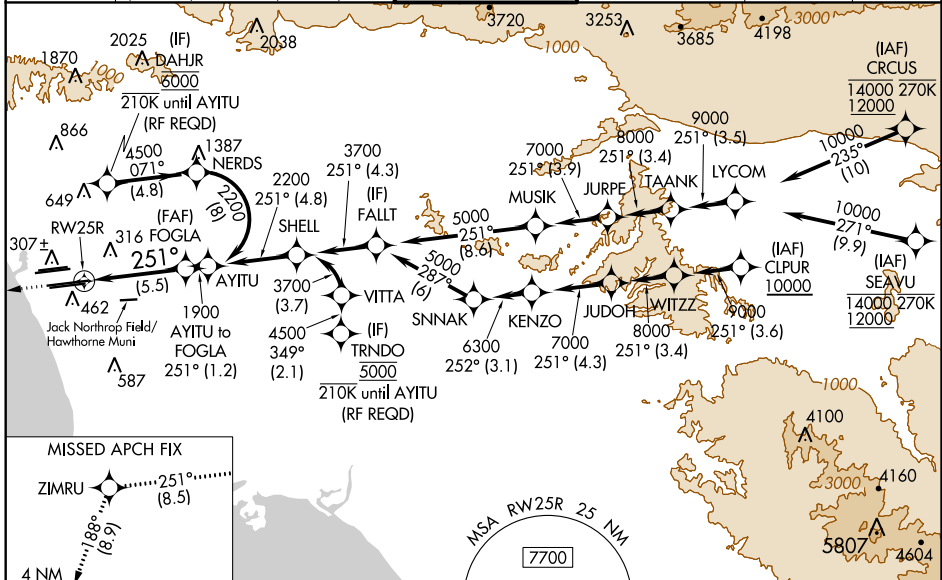 3720
3253
3685
4198
3000
1000
2038
2025
1870
1000
(IF)
DAHJR
6000
210K until AYITU
(RF REQD)
(IAF)
CRCUS
14000 270K
12000
866
649
4500
071°
(4.8)
1387
NERDS
2200
(8)
3700
251° (4.3)
7000
251° (3.9)
8000
251° (3.4)
9000
251° (3.5)
10000
235°
(10)
LYCOM
TAANK
JURPE
MUSIK
2200
251° (4.8)
(IF)
FALLT
SHELL
5000
251°
(8.6)
10000
271°
(9.9)
(IAF)
SEAVU
14000 270K
12000
RW25R
307 ±
316
(FAF)
FOGLA
251°
(5.5)
AYITU
462
Jack Northrop Field/
Hawthorne Muni
587
1900
AYITU to
FOGLA
251° (1.2)
3700
(3.7)
VITTA
4500
349°
(2.1)
(IF)
TRNDO
5000
210K until AYITU
(RF REQD)
5000
287°
(6)
SNNAK
KENZO
JUDOH
WITZZ
(IAF)
CLPUR
10000
6300
252° (3.1)
7000
251° (4.3)
8000
251° (3.4)
9000
251° (3.6)
1000
4100
3000
4160
5807
4604
MISSED APCH FIX
ZIMRU
251°
(8.5)
188°
(8.9)
4 NM
MSA RW25R 25 NM
7700